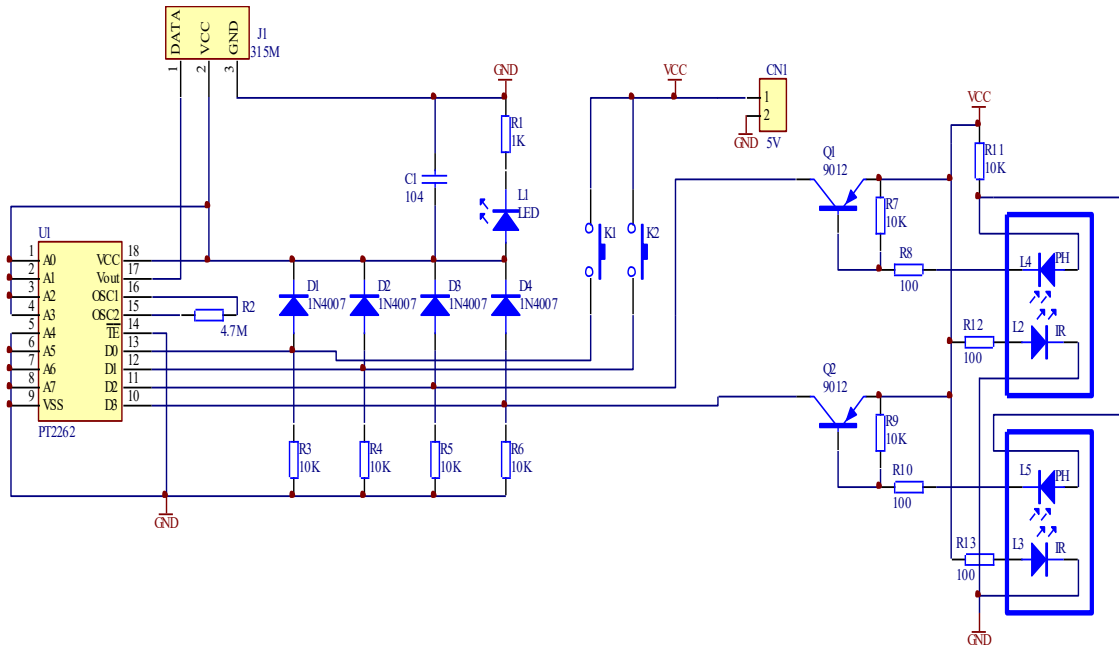 DATA
VCC
GND
1
2
3
J1
315M
GND
R1
1K
C1
104
L1
LED
VCC
CN1
1
2
GND
5V
K1
K2
U1
1 A0
2 A1
3 A2
4 A3
5 A4
6 A5
7 A6
8 A7
9 VSS
VCC 18
Vout 17
OSC1 16
OSC2 15
TE 14
D0 13
D1 12
D2 11
D3 10
PT2262
R2
4.7M
D1
1N4007
D2
1N4007
D3
1N4007
D4
1N4007
R3
10K
R4
10K
R5
10K
R6
10K
GND
Q1
9012
R7
10K
R8
100
VCC
R11
10K
L4 PH
L2 IR
R12
100
Q2
9012
R9
10K
R10
100
L5 PH
L3 IR
R13
100
GND